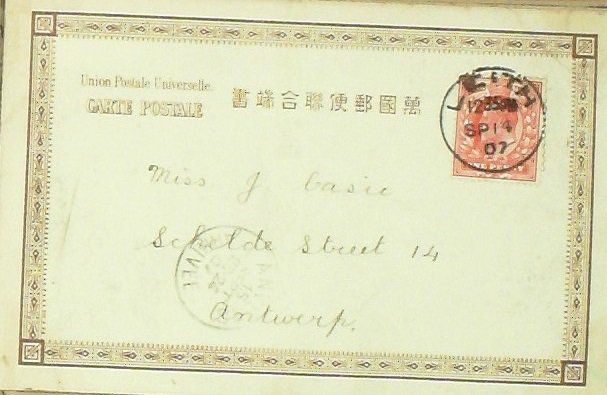 Union Postale Universelle.
CARTE POSTALE
書端合聯便郵國萬
LEITH
SP 14
07
Miss J Casie
Schelde Street 14
Antwerp.